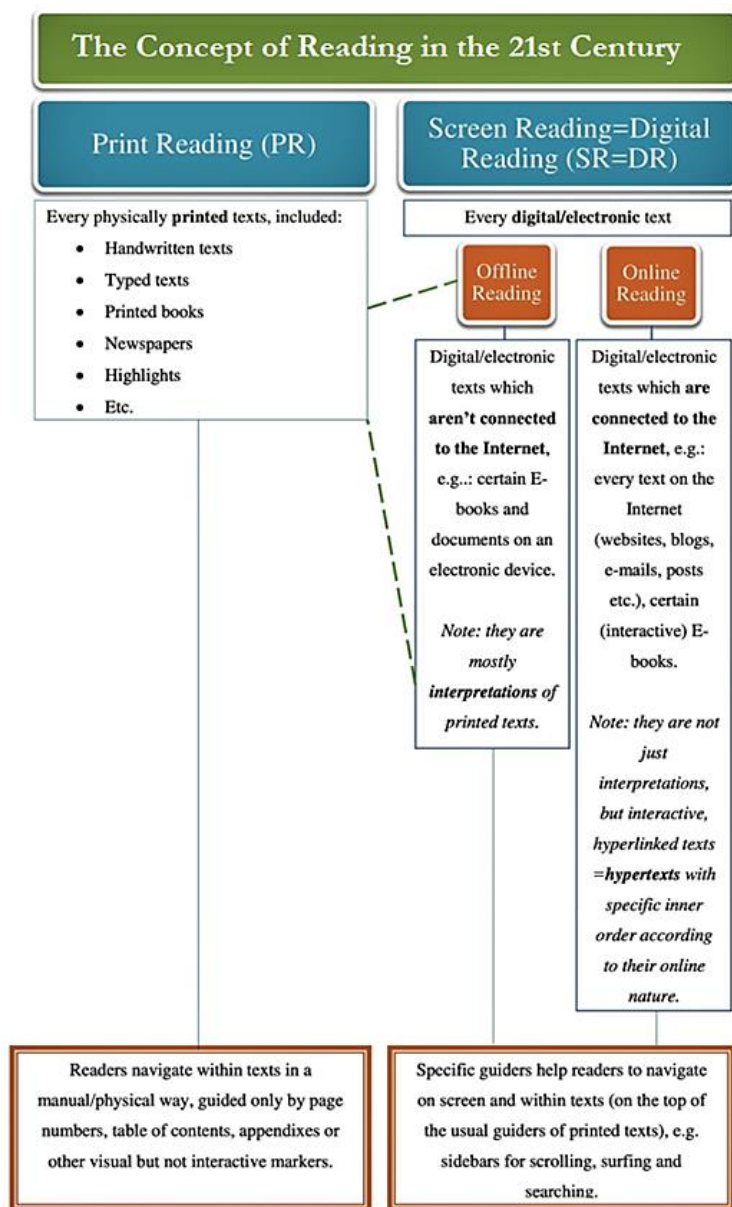 The Concept of Reading in the 21st Century
Print Reading (PR)
Every physically printed texts, included:
• Handwritten texts
• Typed texts
• Printed books
• Newspapers
• Highlights
• Etc.
Screen Reading=Digital
Reading (SR=DR)
Every digital/electronic text
Offline
Reading
Digital/electronic
texts which
aren't connected
to the Internet,
e.g..: certain E-
books and
documents on an
electronic device.
Note: they are
mostly
interpretations of
printed texts.
Online
Reading
Digital/electronic
texts which are
connected to the
Internet, e.g.:
every text on the
Internet
(websites, blogs,
e-mails, posts
etc.), certain
(interactive) E-
books.
Note: they are not
just
interpretations,
but interactive,
hyperlinked texts
=hypertexts with
specific inner
order according
to their online
nature.
Readers navigate within texts in a
manual/physical way, guided only by page
numbers, table of contents, appendixes or
other visual but not interactive markers.
Specific guiders help readers to navigate
on screen and within texts (on the top of
the usual guiders of printed texts), e.g.
sidebars for scrolling, surfing and
searching.